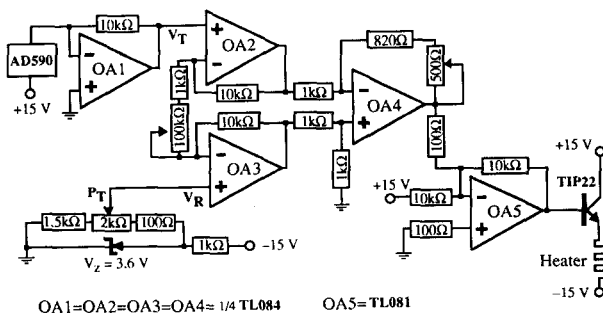 10kΩ
V_T
AD590
OA1
OA2
+15 V
1kΩ
10kΩ
1kΩ
820Ω
500Ω
OA4
100kΩ
10kΩ
1kΩ
1kΩ
100Ω
OA3
P_T
V_R
1.5kΩ
2kΩ
100Ω
1kΩ
-15 V
V_Z = 3.6 V
+15V
10kΩ
10kΩ
100Ω
OA5
TIP22
Heater
-15 V
+15 V
OA1=OA2=OA3=OA4= 1/4 TL084 OA5= TL081